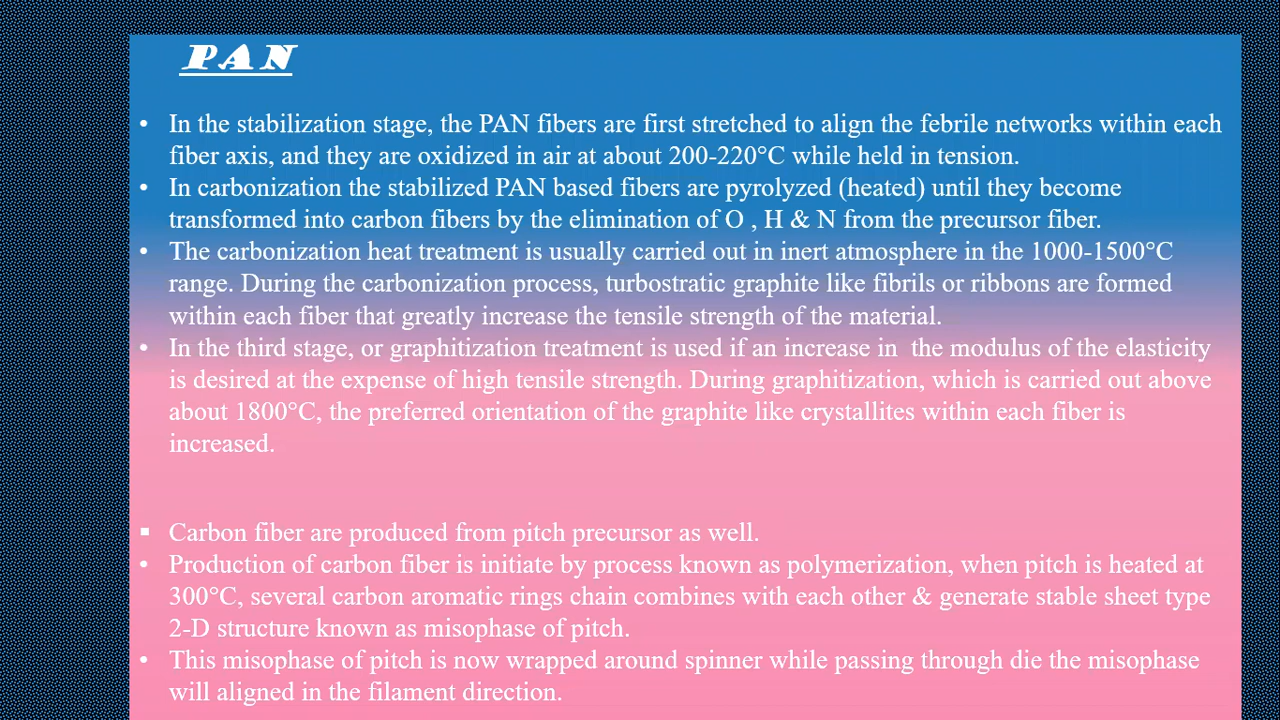 PAN
• In the stabilization stage, the PAN fibers are first stretched to align the febrile networks within each
fiber axis, and they are oxidized in air at about 200-220°C while held in tension.
• In carbonization the stabilized PAN based fibers are pyrolyzed (heated) until they become
transformed into carbon fibers by the elimination of O , H & N from the precursor fiber.
• The carbonization heat treatment is usually carried out in inert atmosphere in the 1000-1500°C
range. During the carbonization process, turbostratic graphite like fibrils or ribbons are formed
within each fiber that greatly increase the tensile strength of the material.
• In the third stage, or graphitization treatment is used if an increase in  the modulus of the elasticity
is desired at the expense of high tensile strength. During graphitization, which is carried out above
about 1800°C, the preferred orientation of the graphite like crystallites within each fiber is
increased.
▪ Carbon fiber are produced from pitch precursor as well.
• Production of carbon fiber is initiate by process known as polymerization, when pitch is heated at
300°C, several carbon aromatic rings chain combines with each other & generate stable sheet type
2-D structure known as misophase of pitch.
• This misophase of pitch is now wrapped around spinner while passing through die the misophase
will aligned in the filament direction.